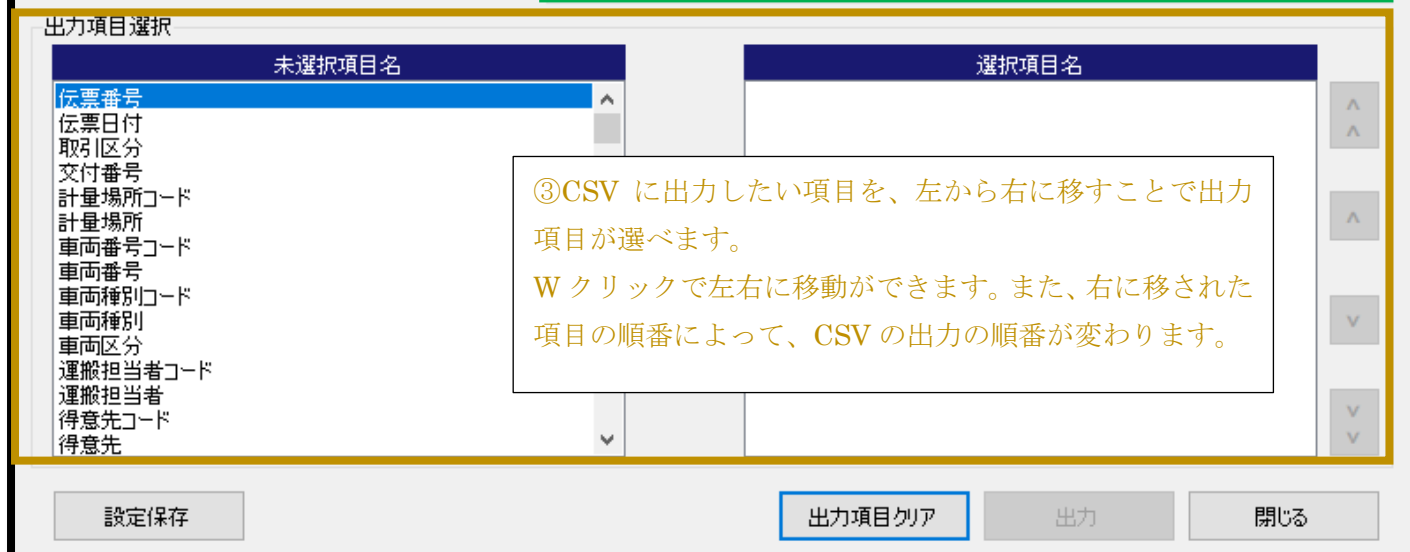 出力項目選択
未選択項目名
伝票番号
伝票日付
取引区分
交付番号
計量場所コード
計量場所
車両番号コード
車両番号
車両種別コード
車両種別
車両区分
運搬担当者コード
運搬担当者
得意先コード
得意先
選択項目名
③CSV に出力したい項目を、左から右に移すことで出力
項目が選べます。
W クリックで左右に移動ができます。また、右に移された
項目の順番によって、CSV の出力の順番が変わります。
設定保存
出力項目クリア
出力
閉じる